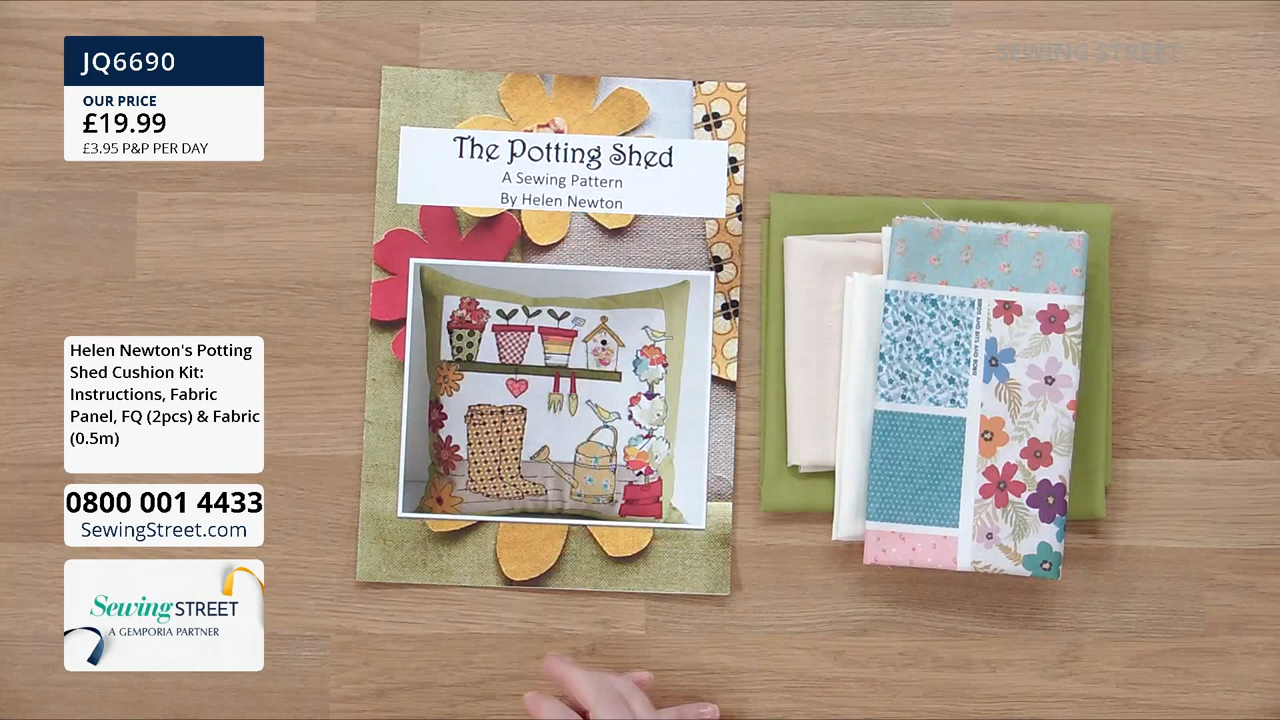 JQ6690
OUR PRICE
£19.99
£3.95 P&P PER DAY
Helen Newton's Potting
Shed Cushion Kit:
Instructions, Fabric
Panel, FQ (2pcs) & Fabric
(0.5m)
0800 001 4433
SewingStreet.com
Sewing STREET
A GEMPORIA PARTNER
The Potting Shed
A Sewing Pattern
By Helen Newton
SEWING STREET